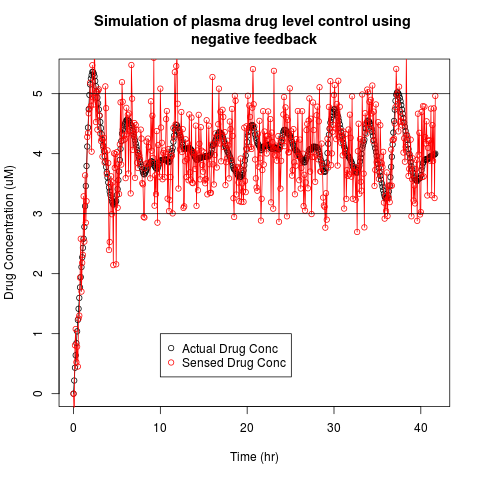 Simulation of plasma drug level control using
negative feedback
Drug Concentration (uM)
5
4
3
2
1
0
Actual Drug Conc
Sensed Drug Conc
0 10 20 30 40
Time (hr)